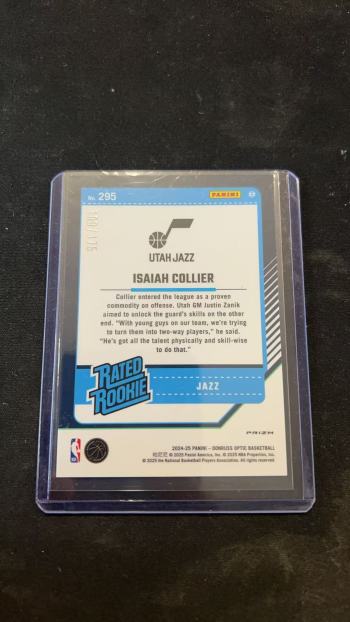 No. 295
PANINI
UTAH JAZZ
ISAIAH COLLIER
Collier entered the league as a proven
commodity on offense. Utah GM Justin Zanik
aimed to unlock the guard's skills on the other
end. "With young guys on our team, we're trying
to turn them into two-way players," he said.
"He's got all the talent physically and skill-wise
to do that."
RATED
ROOKIE
JAZZ
PRIZM
2024-25 PANINI – DONRUSS OPTIC BASKETBALL
© 2025 Panini America, Inc. © 2025 NBA Properties, Inc.
© 2025 the National Basketball Players Association. All rights reserved.